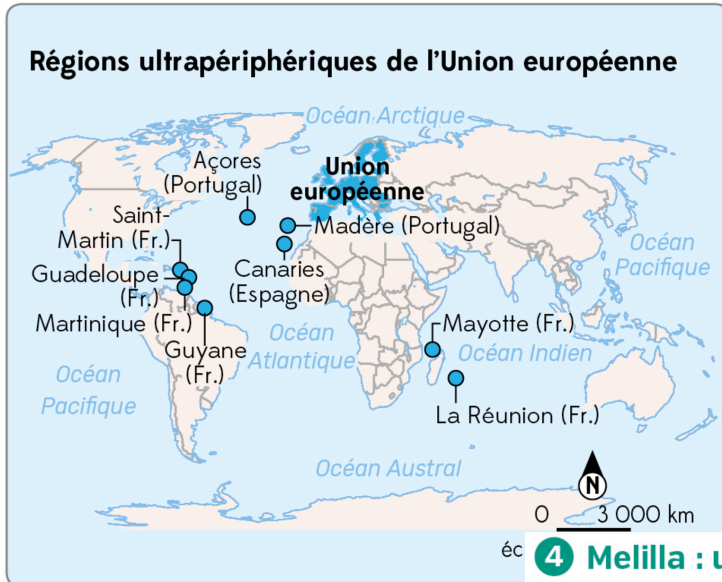 Régions ultrapériphériques de l'Union européenne
Océan Arctique
Açores
(Portugal)
Union
européenne
Saint-
Martin (Fr.)
Madère (Portugal)
Guadeloupe
(Fr.)
Canaries
(Espagne)
Océan
Pacifique
Martinique (Fr.)
Guyane
(Fr.)
Océan
Atlantique
Mayotte (Fr.)
Océan Indien
Océan
Pacifique
La Réunion (Fr.)
Océan Austral
N
0 3 000 km
éc
4 Melilla : u